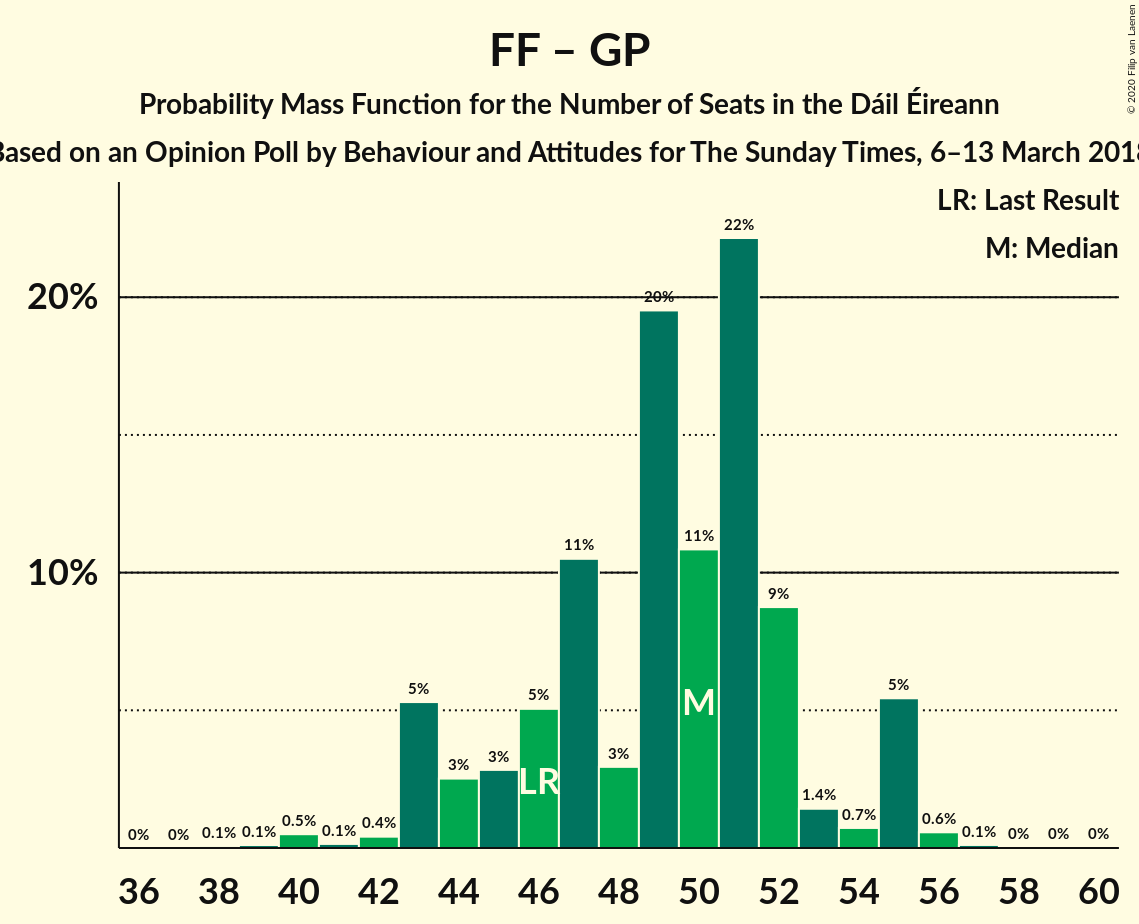 FF – GP
Probability Mass Function for the Number of Seats in the Dáil Éireann
Based on an Opinion Poll by Behaviour and Attitudes for The Sunday Times, 6–13 March 2018
© 2020 Filip van Laenen
LR: Last Result
M: Median
22%
20%
20%
11%
11%
10%
9%
5%
5%
5%
M
3%
3%
3%
LR
1.4%
0.7%
0.6%
0.5%
0.4%
0% 0% 0.1% 0.1% 0.1% 0.1% 0% 0% 0%
36 38 40 42 44 46 48 50 52 54 56 58 60